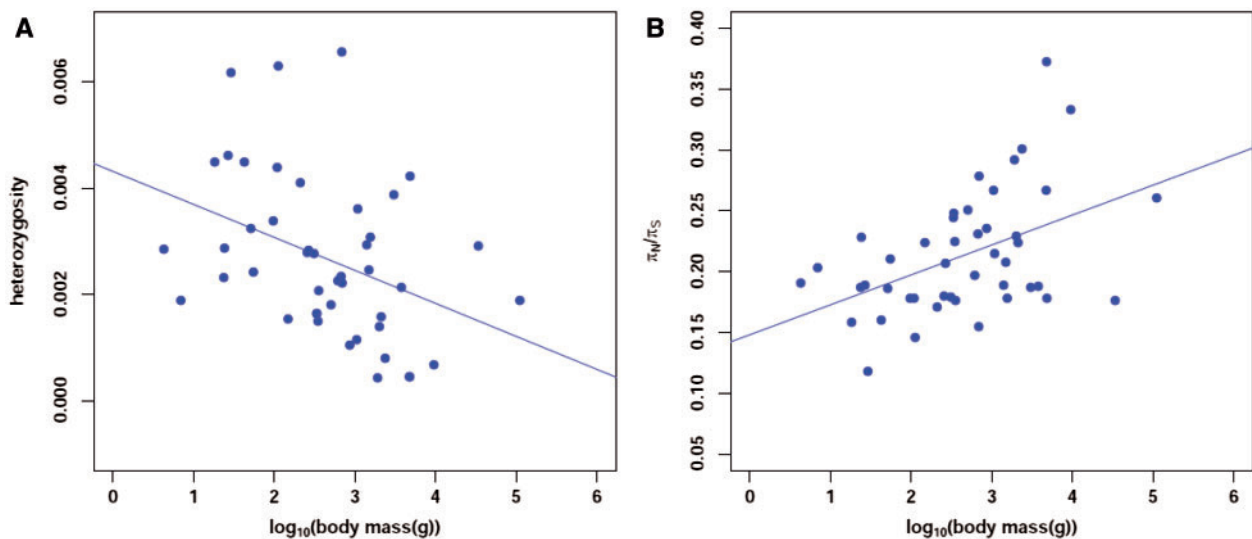 A
heterozygosity
0.006
0.004
0.002
0.000
0 1 2 3 4 5 6
log₁₀(body mass(g))
B
πN/πS
0.40
0.35
0.30
0.25
0.20
0.15
0.10
0.05
0 1 2 3 4 5 6
log₁₀(body mass(g))